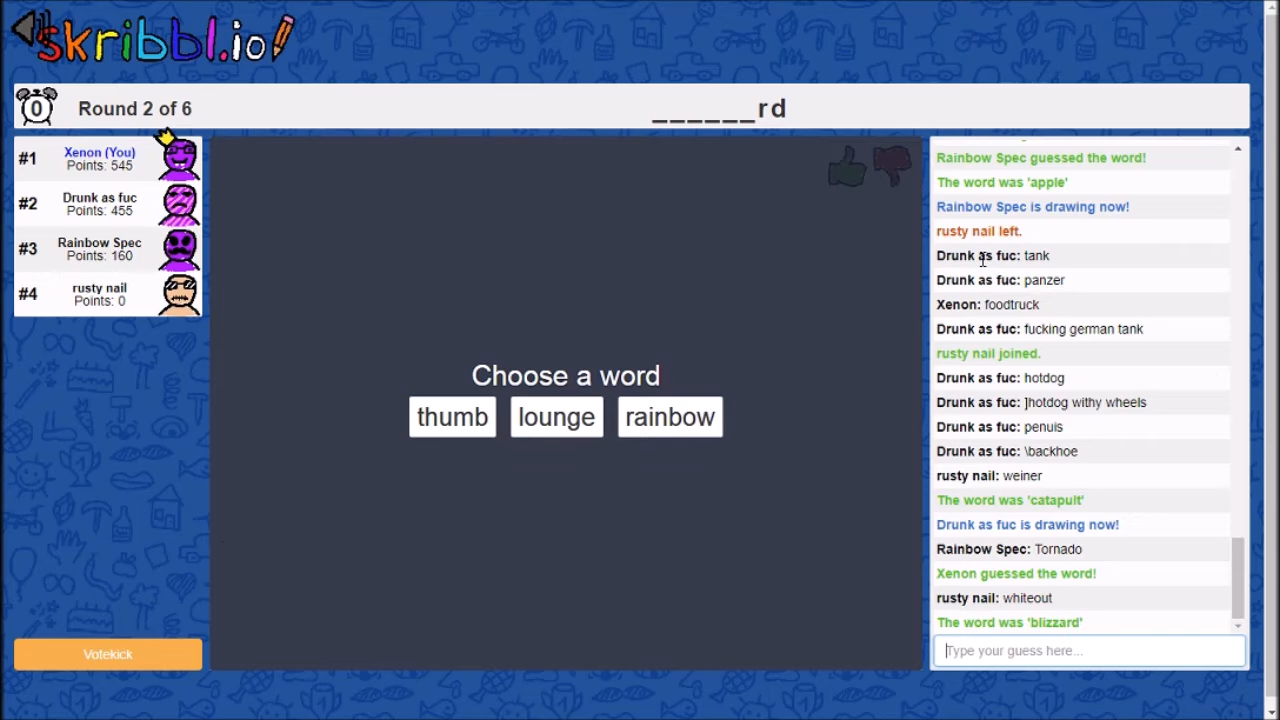 skribbl.io
0
Round 2 of 6
______rd
#1
Xenon (You)
Points: 545
#2
Drunk as fuc
Points: 455
#3
Rainbow Spec
Points: 160
#4
rusty nail
Points: 0
Votekick
Choose a word
thumb
lounge
rainbow
Rainbow Spec guessed the word!
The word was 'apple'
Rainbow Spec is drawing now!
rusty nail left.
Drunk as fuc: tank
Drunk as fuc: panzer
Xenon: foodtruck
Drunk as fuc: fucking german tank
rusty nail joined.
Drunk as fuc: hotdog
Drunk as fuc: ]hotdog withy wheels
Drunk as fuc: penuis
Drunk as fuc: \backhoe
rusty nail: weiner
The word was 'catapult'
Drunk as fuc is drawing now!
Rainbow Spec: Tornado
Xenon guessed the word!
rusty nail: whiteout
The word was 'blizzard'
Type your guess here...